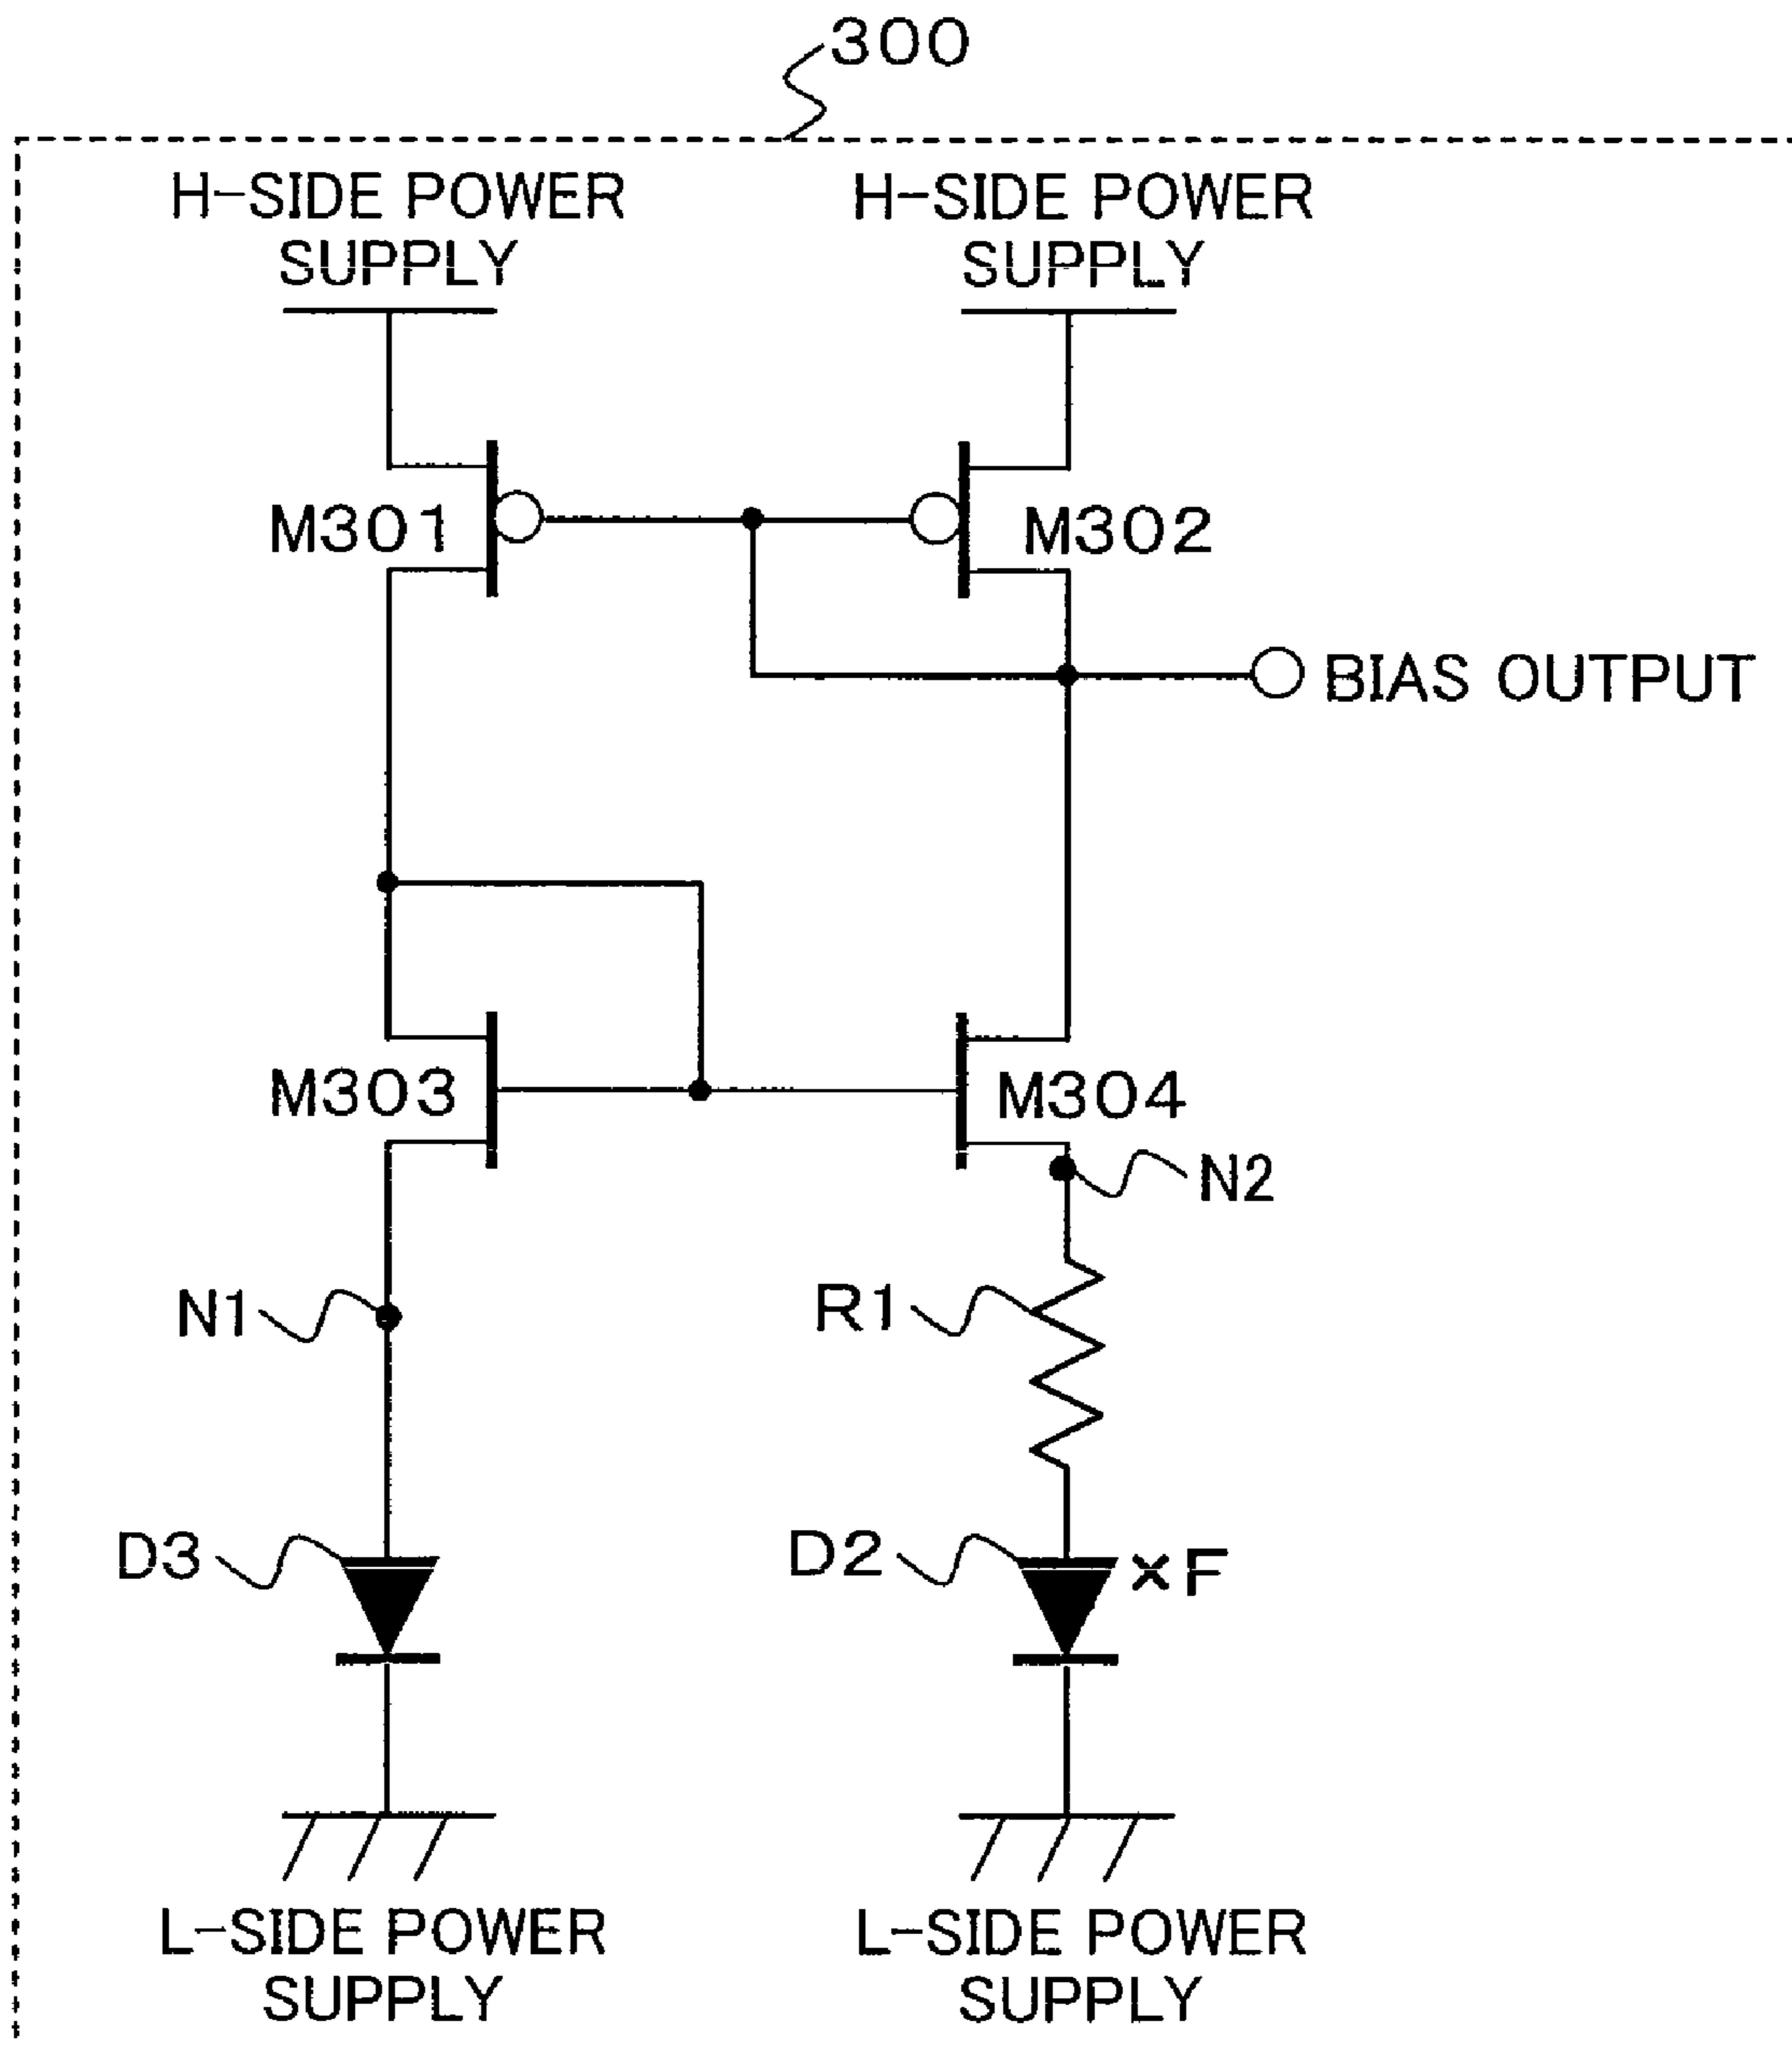 300
H-SIDE POWER
SUPPLY
H-SIDE POWER
SUPPLY
M301
M302
BIAS OUTPUT
M303
M304
N2
N1
R1
D3
D2
×F
L-SIDE POWER
SUPPLY
L-SIDE POWER
SUPPLY